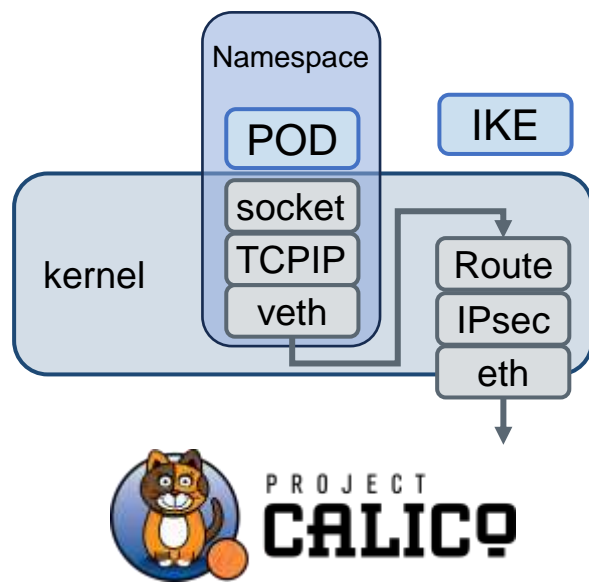 Namespace
POD
IKE
socket
kernel
TCPIP
Route
veth
IPsec
eth
PROJECT
CALICO